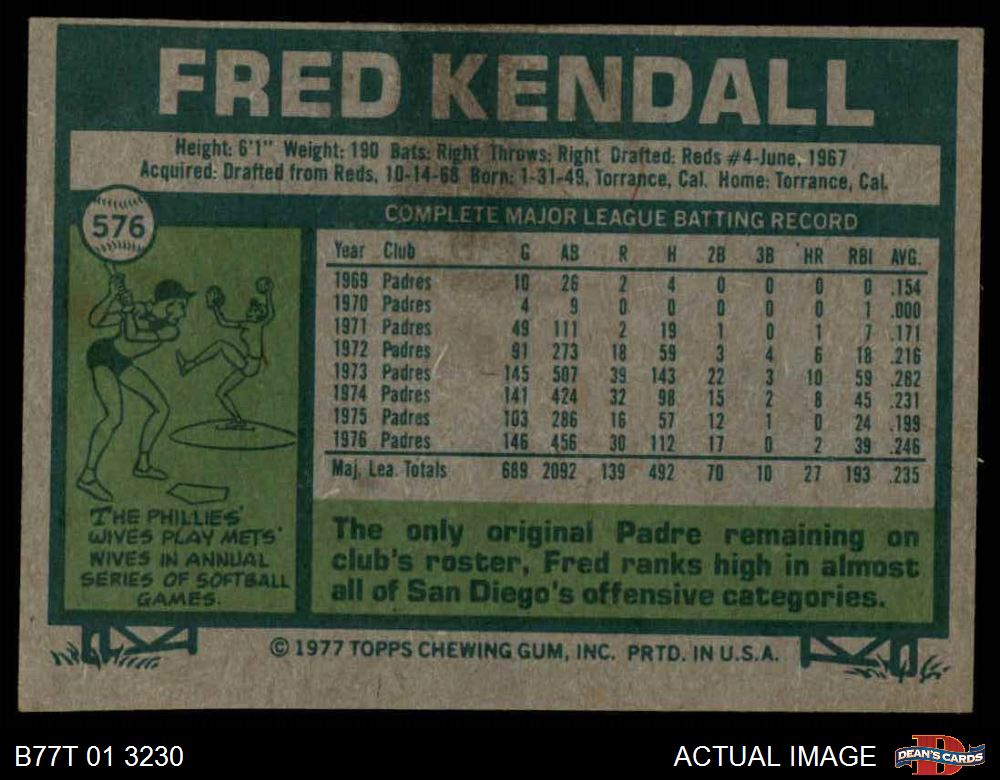 FRED KENDALL
Height: 6'1" Weight: 190 Bats: Right Throws: Right Drafted: Reds #4-June, 1967
Acquired: Drafted from Reds, 10-14-68 Born: 1-31-49, Torrance, Cal. Home: Torrance, Cal.
576
COMPLETE MAJOR LEAGUE BATTING RECORD
Year Club G AB R H 2B 3B HR RBI AVG.
1969 Padres 10 26 2 4 0 0 0 0 .154
1970 Padres 4 9 0 0 0 0 0 1 .000
1971 Padres 49 111 2 19 1 0 1 7 .171
1972 Padres 91 273 18 59 3 4 6 18 .216
1973 Padres 145 507 39 143 22 3 10 59 .282
1974 Padres 141 424 32 98 15 2 8 45 .231
1975 Padres 103 286 16 57 12 1 0 24 .199
1976 Padres 146 456 30 112 17 0 2 39 .246
Maj. Lea. Totals 689 2092 139 492 70 10 27 193 .235
THE PHILLIES'
WIVES PLAY METS'
WIVES IN ANNUAL
SERIES OF SOFTBALL
GAMES.
The only original Padre remaining on
club's roster, Fred ranks high in almost
all of San Diego's offensive categories.
© 1977 TOPPS CHEWING GUM, INC. PRTD. IN U.S.A.
B77T 01 3230
ACTUAL IMAGE
D
DEAN'S CARDS